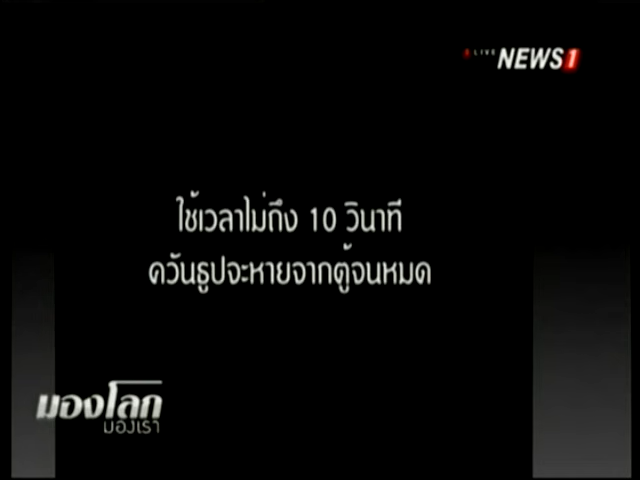 LIVE NEWS1
ใช้เวลาไม่ถึง 10 วินาที
ควันธูปจะหายจากตู้จนหมด
มองโลก
มองเรา